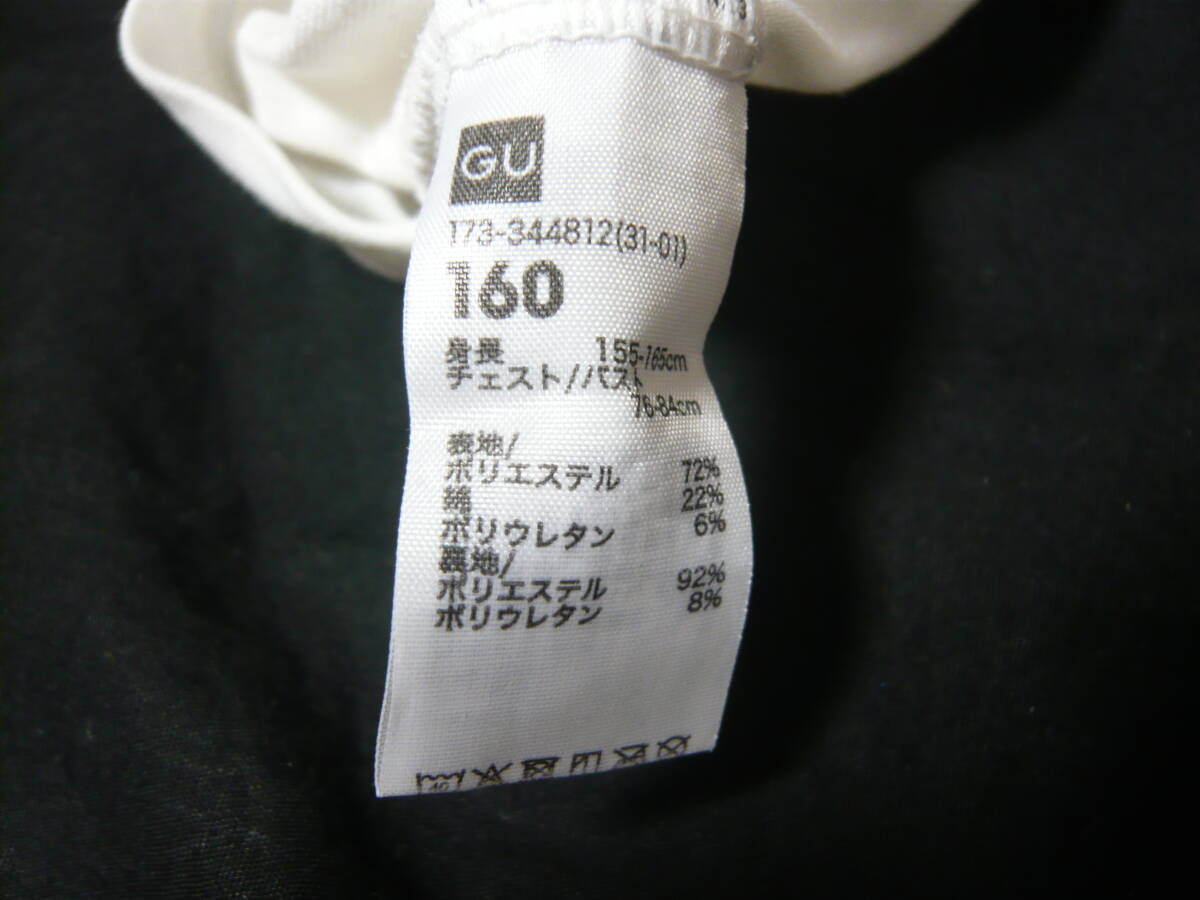 GU
173-344812(31-01)
160
身長 155-165cm
チェスト//バスト
76-84cm
表地/
ポリエステル 72%
綿 22%
ポリウレタン 6%
裏地/
ポリエステル 92%
ポリウレタン 8%
40